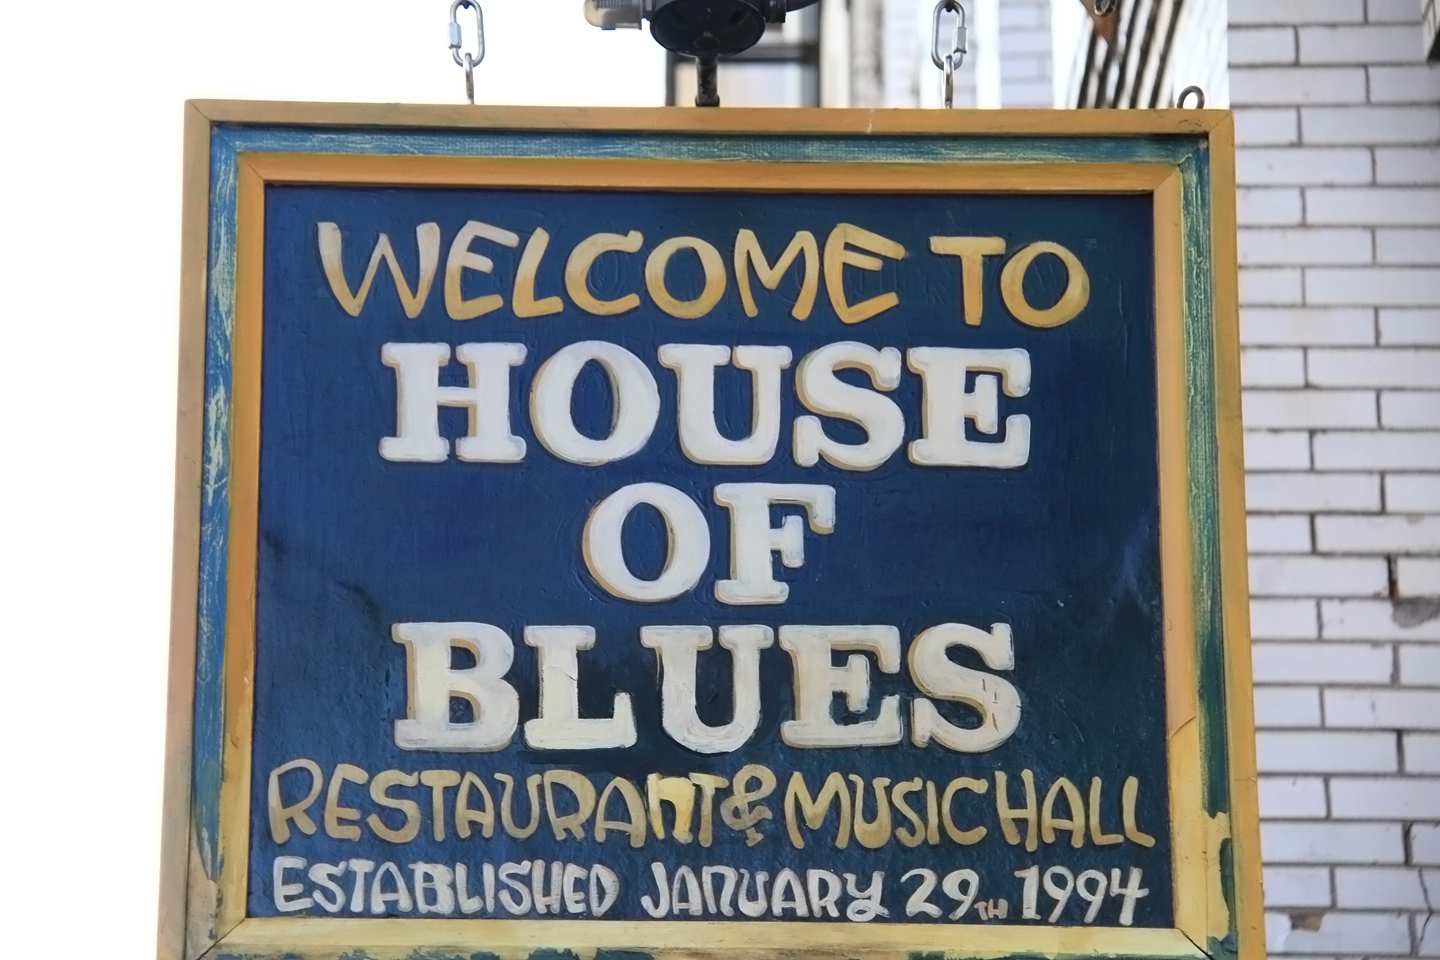 WELCOME TO
HOUSE
OF
BLUES
RESTAURAnT & MUSIC HALL
ESTABLISHED JAnUARY 29TH 1994